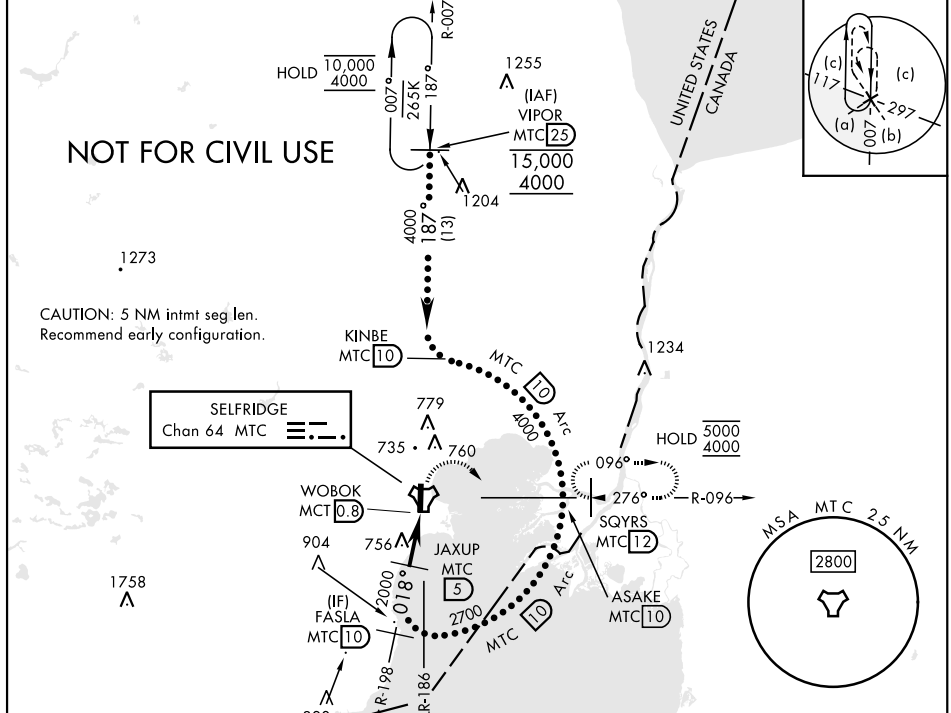 R-007
HOLD 10,000
4000
007°
265K
187°
1255
(IAF)
VIPOR
MTC 25
15,000
4000
1204
UNITED STATES
CANADA
(c)
(c)
117
297
(a)
007
(b)
NOT FOR CIVIL USE
4000
187°
(13)
1273
CAUTION: 5 NM intmt seg len.
Recommend early configuration.
KINBE
MTC 10
MTC 10 Arc
4000
1234
SELFRIDGE
Chan 64 MTC
779
735
760
HOLD 5000
4000
096°
276°
R-096
WOBOK
MCT 0.8
SQYRS
MTC 12
756
JAXUP
MTC
5
904
2000
018°
(IF)
FASLA
MTC 10
2700
MTC 10 Arc
ASAKE
MTC 10
1758
MSA MTC 25 NM
2800
R-198
R-186